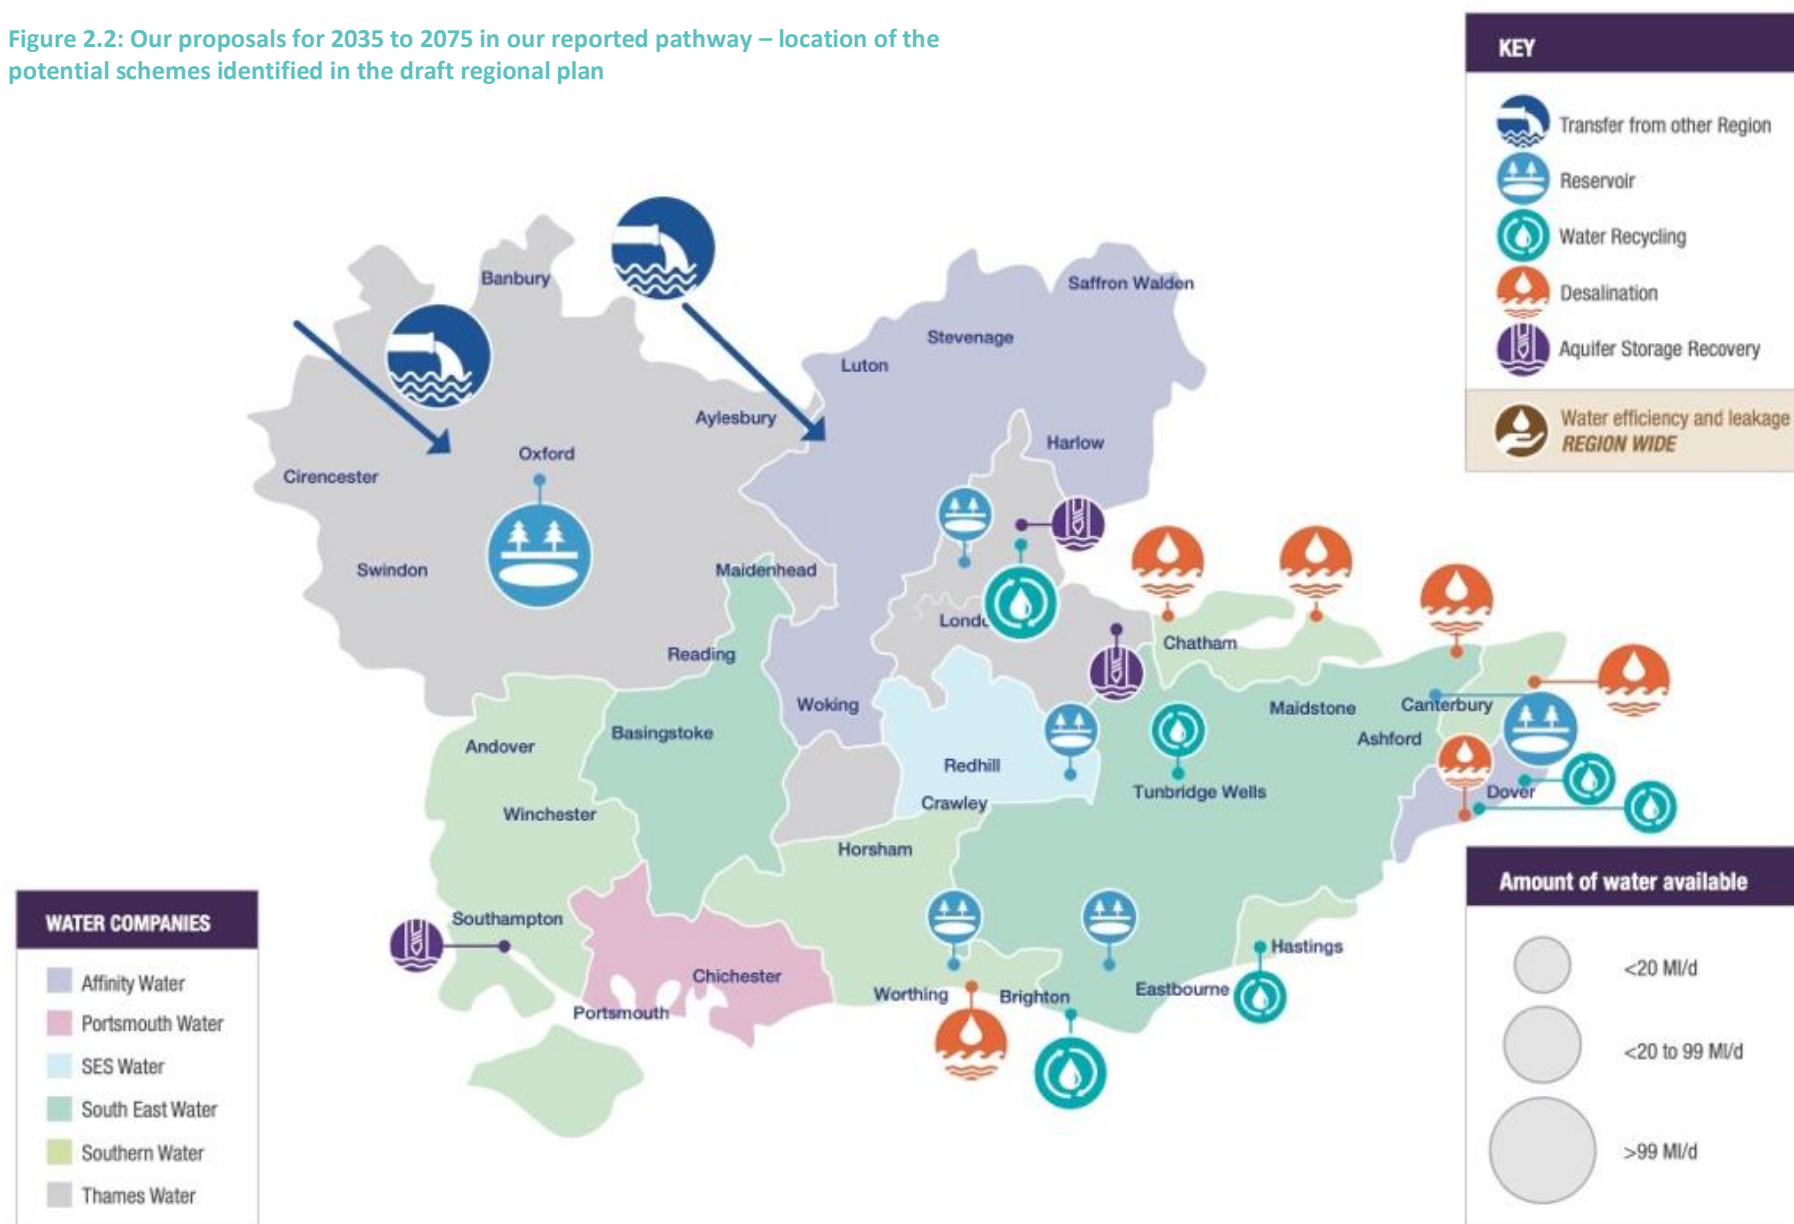 Figure 2.2: Our proposals for 2035 to 2075 in our reported pathway – location of the
potential schemes identified in the draft regional plan
KEY
Transfer from other Region
Reservoir
Water Recycling
Desalination
Aquifer Storage Recovery
Water efficiency and leakage
REGION WIDE
Banbury
Saffron Walden
Stevenage
Luton
Aylesbury
Harlow
Oxford
Cirencester
Swindon
Maidenhead
Londo
Chatham
Reading
Woking
Maidstone
Canterbury
Basingstoke
Ashford
Andover
Redhill
Tunbridge Wells
Dover
Crawley
Winchester
Horsham
Southampton
Hastings
Chichester
Eastbourne
Worthing
Brighton
Portsmouth
WATER COMPANIES
Affinity Water
Portsmouth Water
SES Water
South East Water
Southern Water
Thames Water
Amount of water available
<20 Ml/d
<20 to 99 Ml/d
>99 Ml/d